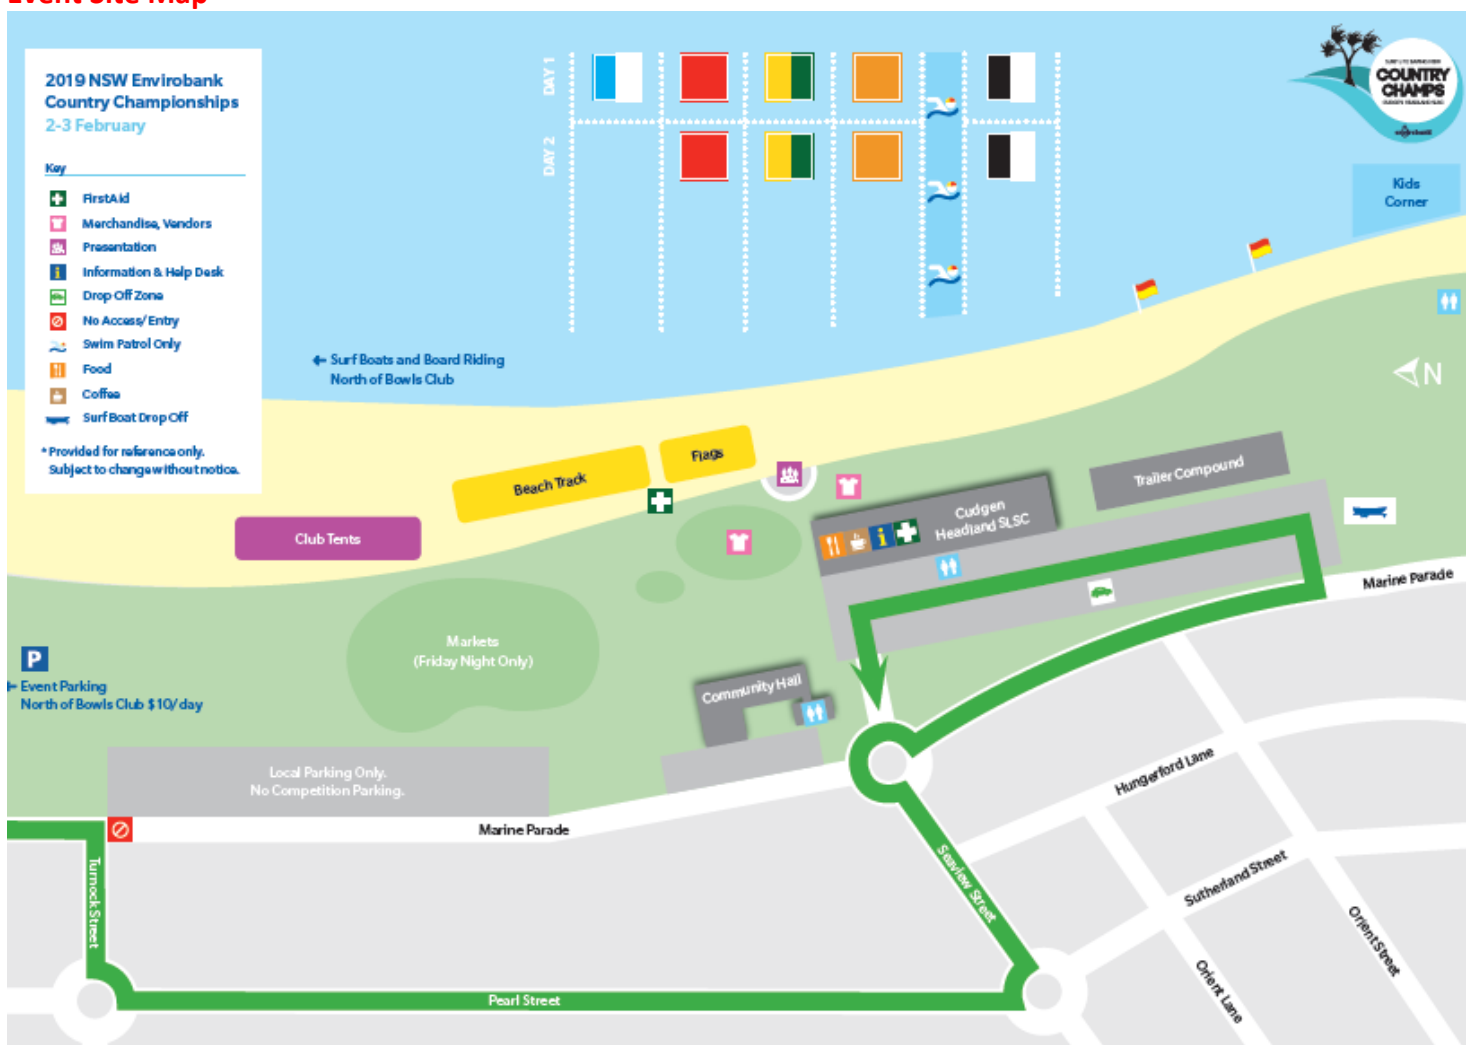 Event Site Map
2019 NSW Envirobank
Country Championships
2-3 February
Key
FirstAid
Merchandise, Vendors
Presentation
Information & Help Desk
Drop Off Zone
No Access/Entry
Swim Patrol Only
Food
Coffee
Surf Boat Drop Off
* Provided for reference only.
Subject to change without notice.
DAY 1
DAY 2
COUNTRY
CHAMPS
Kids
Corner
← Surf Boats and Board Riding
North of Bowls Club
N
Flags
Beach Track
Club Tents
Trailer Compound
Cudgen
Headland SLSC
i
Marine Parade
Markets
(Friday Night Only)
P
← Event Parking
North of Bowls Club $10/day
Community Hall
Local Parking Only.
No Competition Parking.
Marine Parade
Hungerford Lane
Turnock Street
Seaview Street
Sutherland Street
Orient Street
Orient Lane
Pearl Street